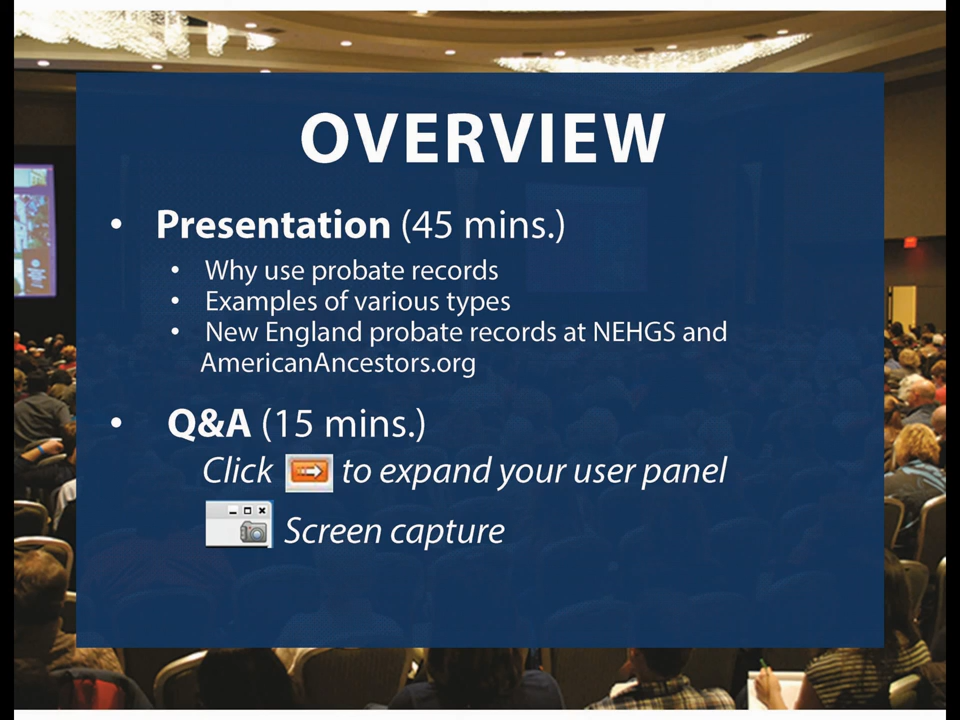 OVERVIEW
• Presentation (45 mins.)
• Why use probate records
• Examples of various types
• New England probate records at NEHGS and
AmericanAncestors.org
• Q&A (15 mins.)
Click to expand your user panel
Screen capture